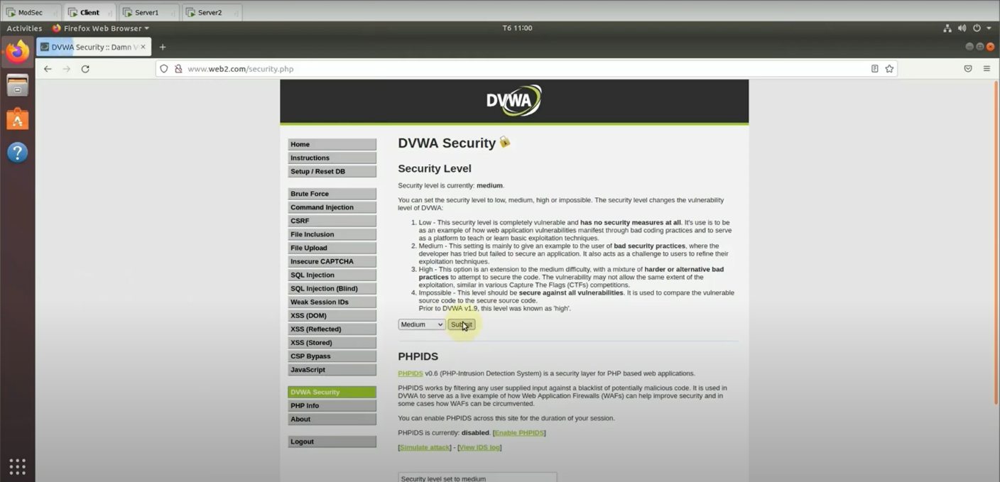 ModSec
Client
Server1
Server2
Activities
Firefox Web Browser
T6 11:00
DVWA Security :: Damn V
www.web2.com/security.php
DVWA
Home
Instructions
Setup / Reset DB
Brute Force
Command Injection
CSRF
File Inclusion
File Upload
Insecure CAPTCHA
SQL Injection
SQL Injection (Blind)
Weak Session IDs
XSS (DOM)
XSS (Reflected)
XSS (Stored)
CSP Bypass
JavaScript
DVWA Security
PHP Info
About
Logout
DVWA Security
Security Level
Security level is currently: medium.
You can set the security level to low, medium, high or impossible. The security level changes the vulnerability
level of DVWA:
1. Low - This security level is completely vulnerable and has no security measures at all. It's use is to be
as an example of how web application vulnerabilities manifest through bad coding practices and to serve
as a platform to teach or learn basic exploitation techniques.
2. Medium - This setting is mainly to give an example to the user of bad security practices, where the
developer has tried but failed to secure an application. It also acts as a challenge to users to refine their
exploitation techniques.
3. High - This option is an extension to the medium difficulty, with a mixture of harder or alternative bad
practices to attempt to secure the code. The vulnerability may not allow the same extent of the
exploitation, similar in various Capture The Flags (CTFs) competitions.
4. Impossible - This level should be secure against all vulnerabilities. It is used to compare the vulnerable
source code to the secure source code.
Prior to DVWA v1.9, this level was known as 'high'.
Medium
Submit
PHPIDS
PHPIDS v0.6 (PHP-Intrusion Detection System) is a security layer for PHP based web applications.
PHPIDS works by filtering any user supplied input against a blacklist of potentially malicious code. It is used in
DVWA to serve as a live example of how Web Application Firewalls (WAFs) can help improve security and in
some cases how WAFs can be circumvented.
You can enable PHPIDS across this site for the duration of your session.
PHPIDS is currently: disabled. [Enable PHPIDS]
[Simulate attack] - [View IDS log]
Security level set to medium